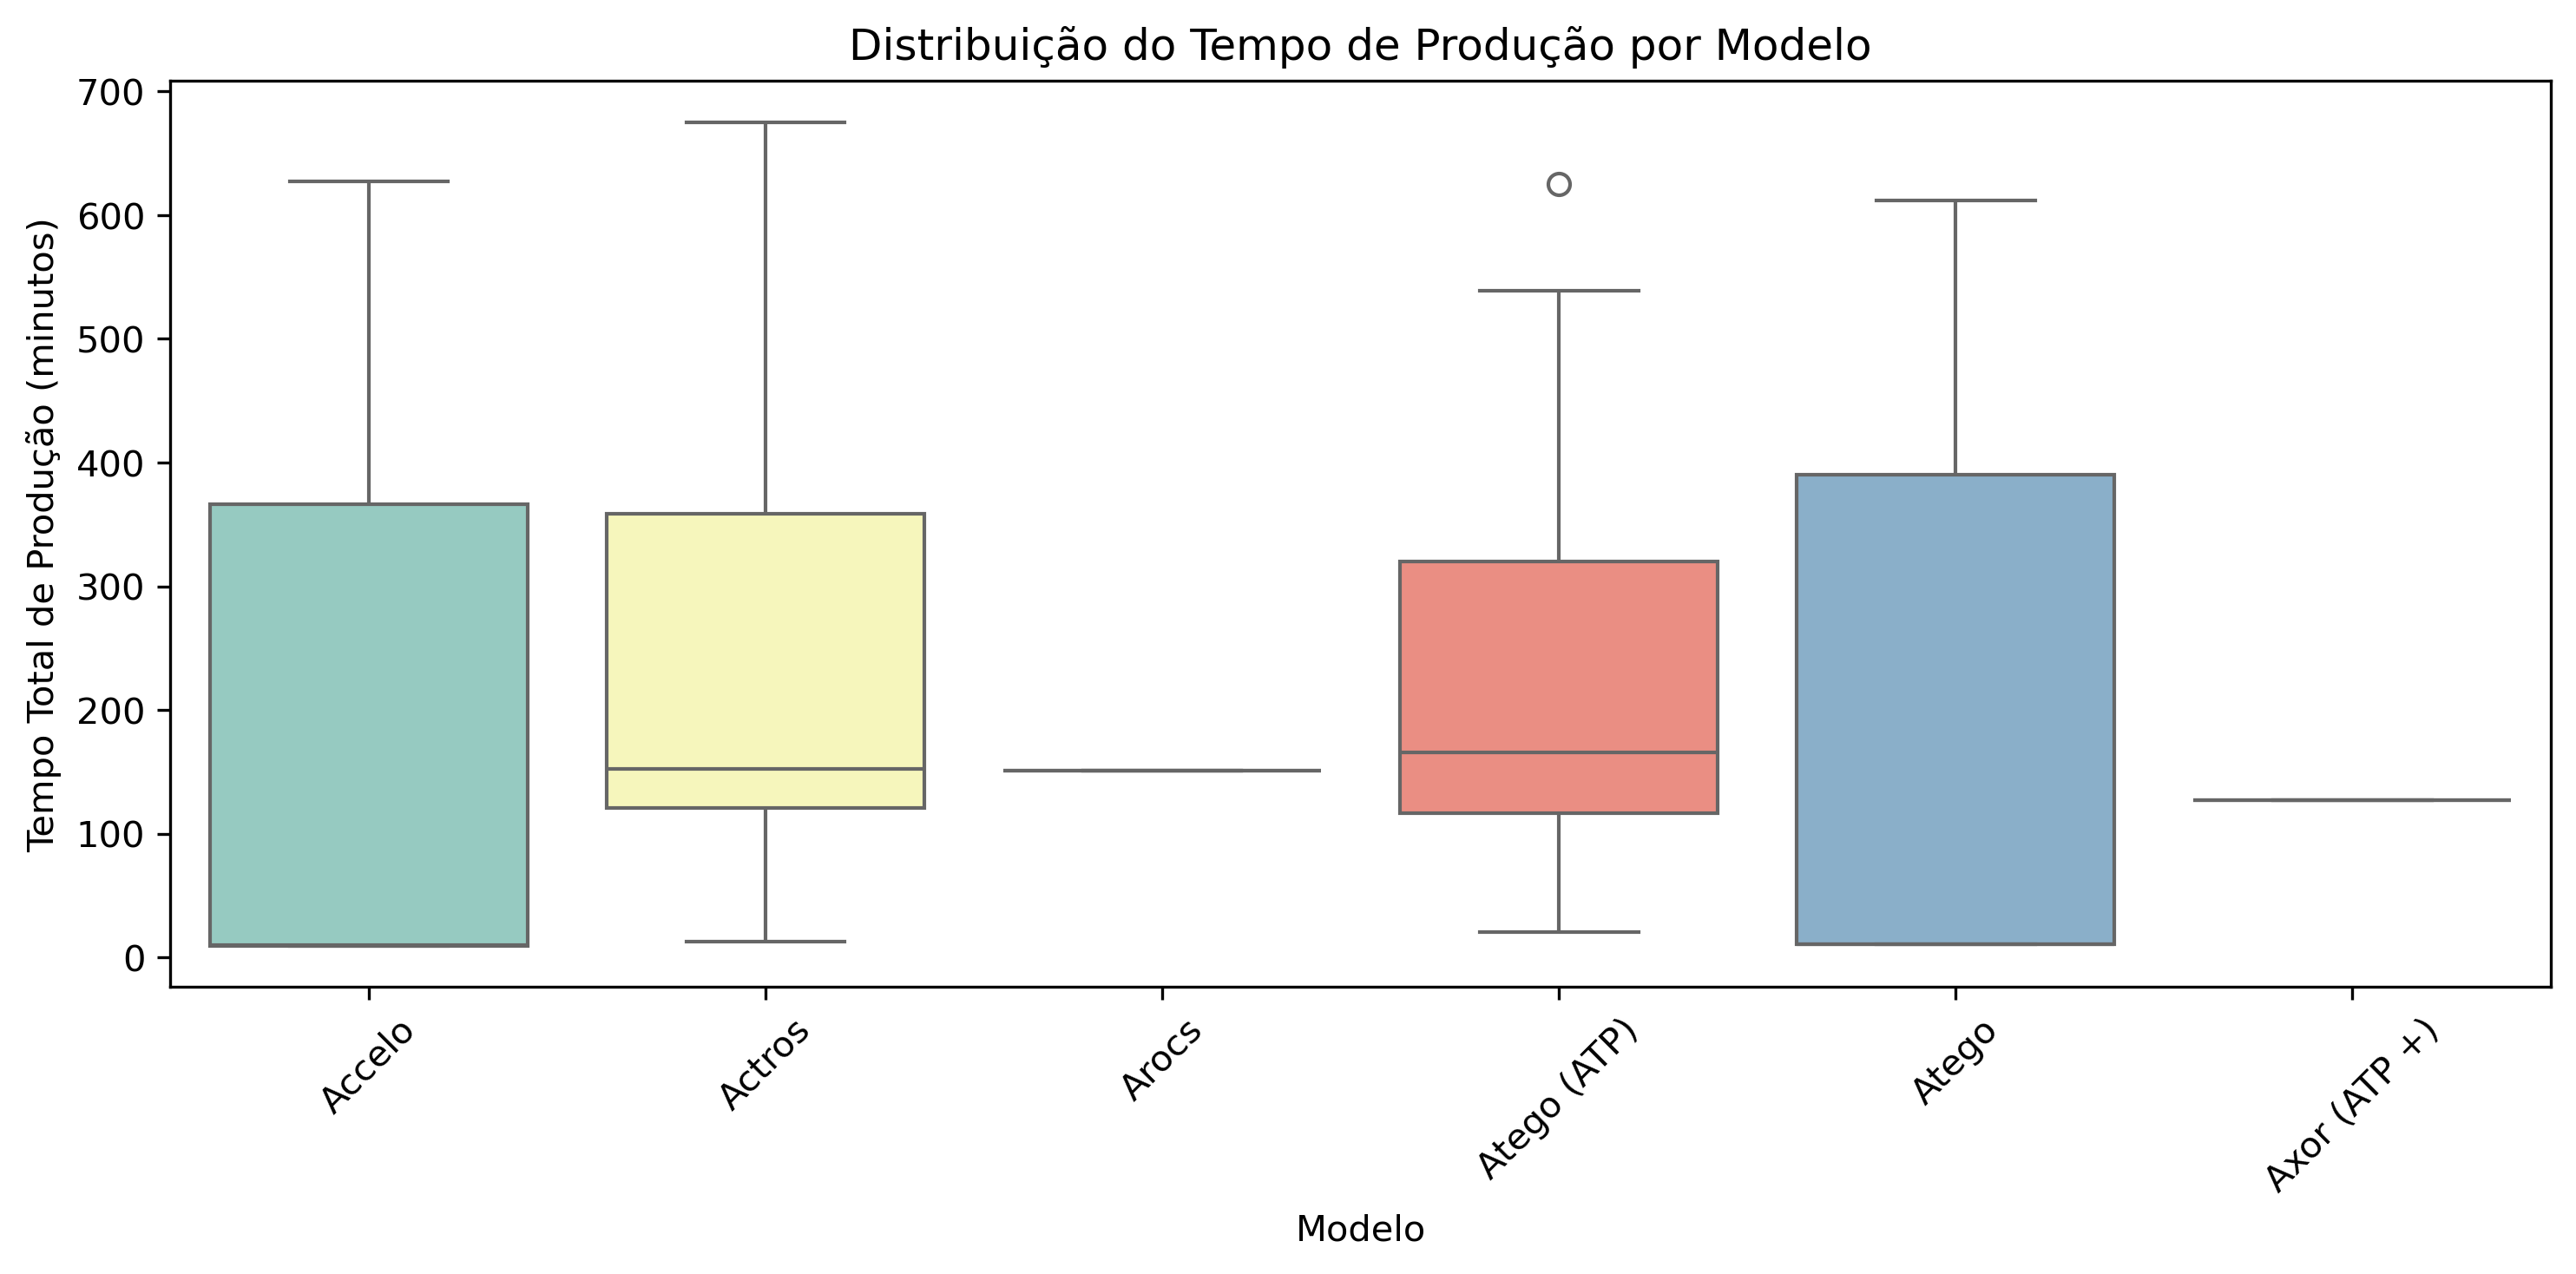 Distribuição do Tempo de Produção por Modelo
Tempo Total de Produção (minutos)
700
600
500
400
300
200
100
0
Accelo
Actros
Arocs
Atego (ATP)
Atego
Axor (ATP +)
Modelo